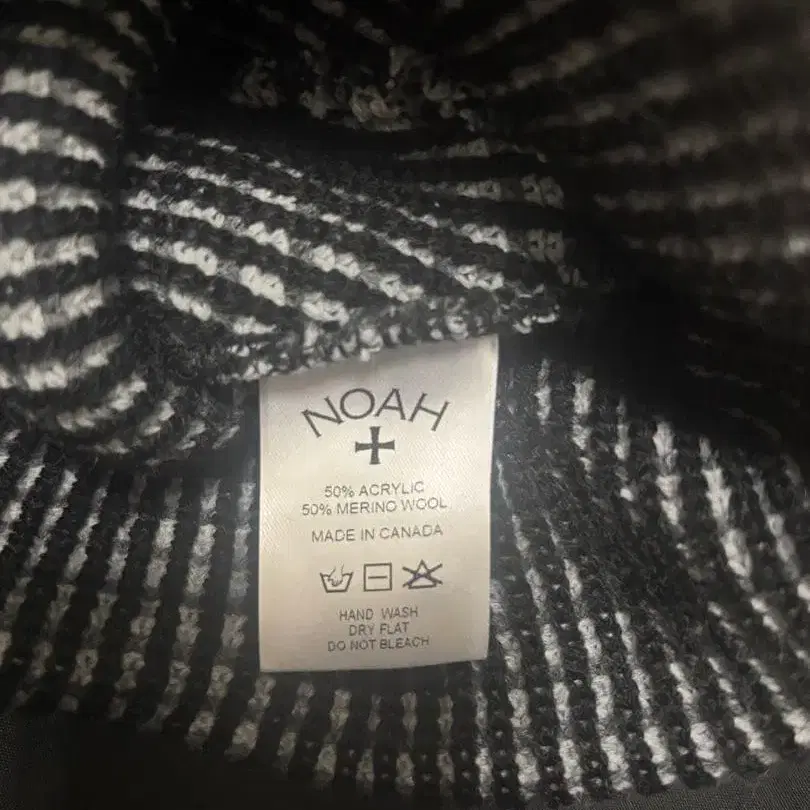 NOAH
50% ACRYLIC
50% MERINO WOOL
MADE IN CANADA
HAND WASH
DRY FLAT
DO NOT BLEACH